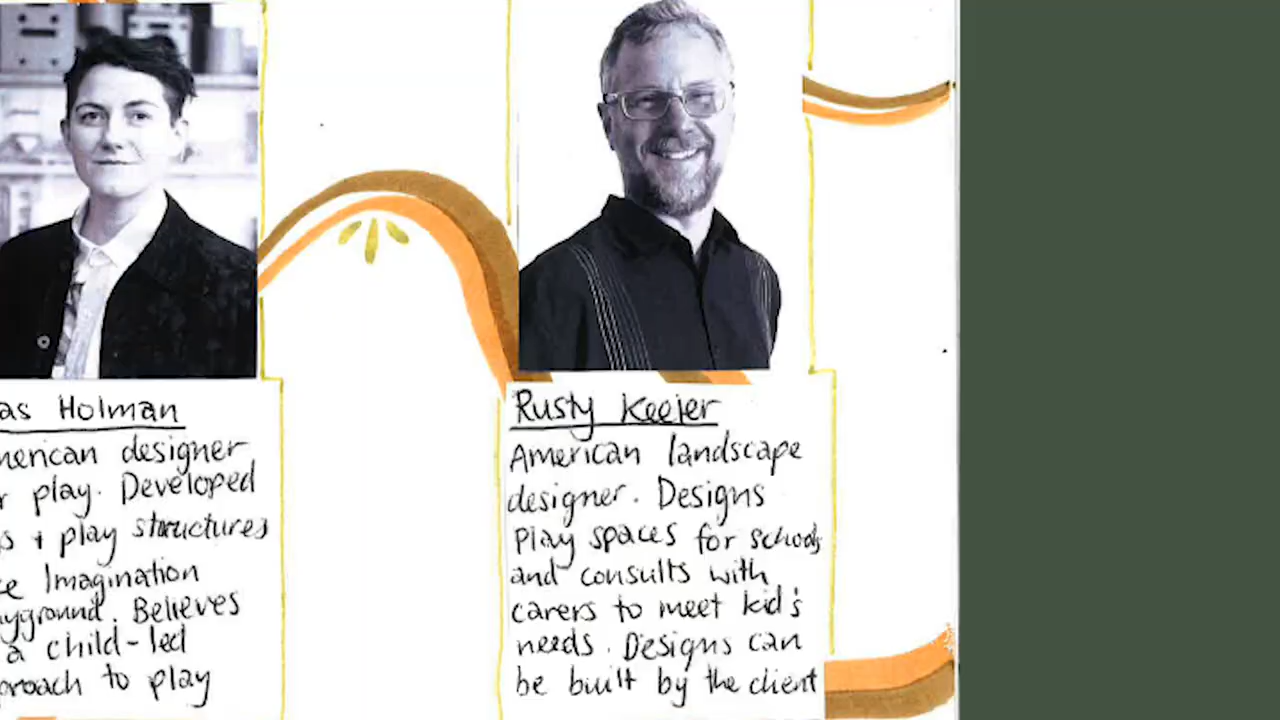 as Holman
merican designer
r play. Developed
s + play structures
ce Imagination
ayground. Believes
a child-led
proach to play
Rusty Keeler
American landscape
designer. Designs
play spaces for schools
and consults with
carers to meet kid's
needs. Designs can
be built by the client